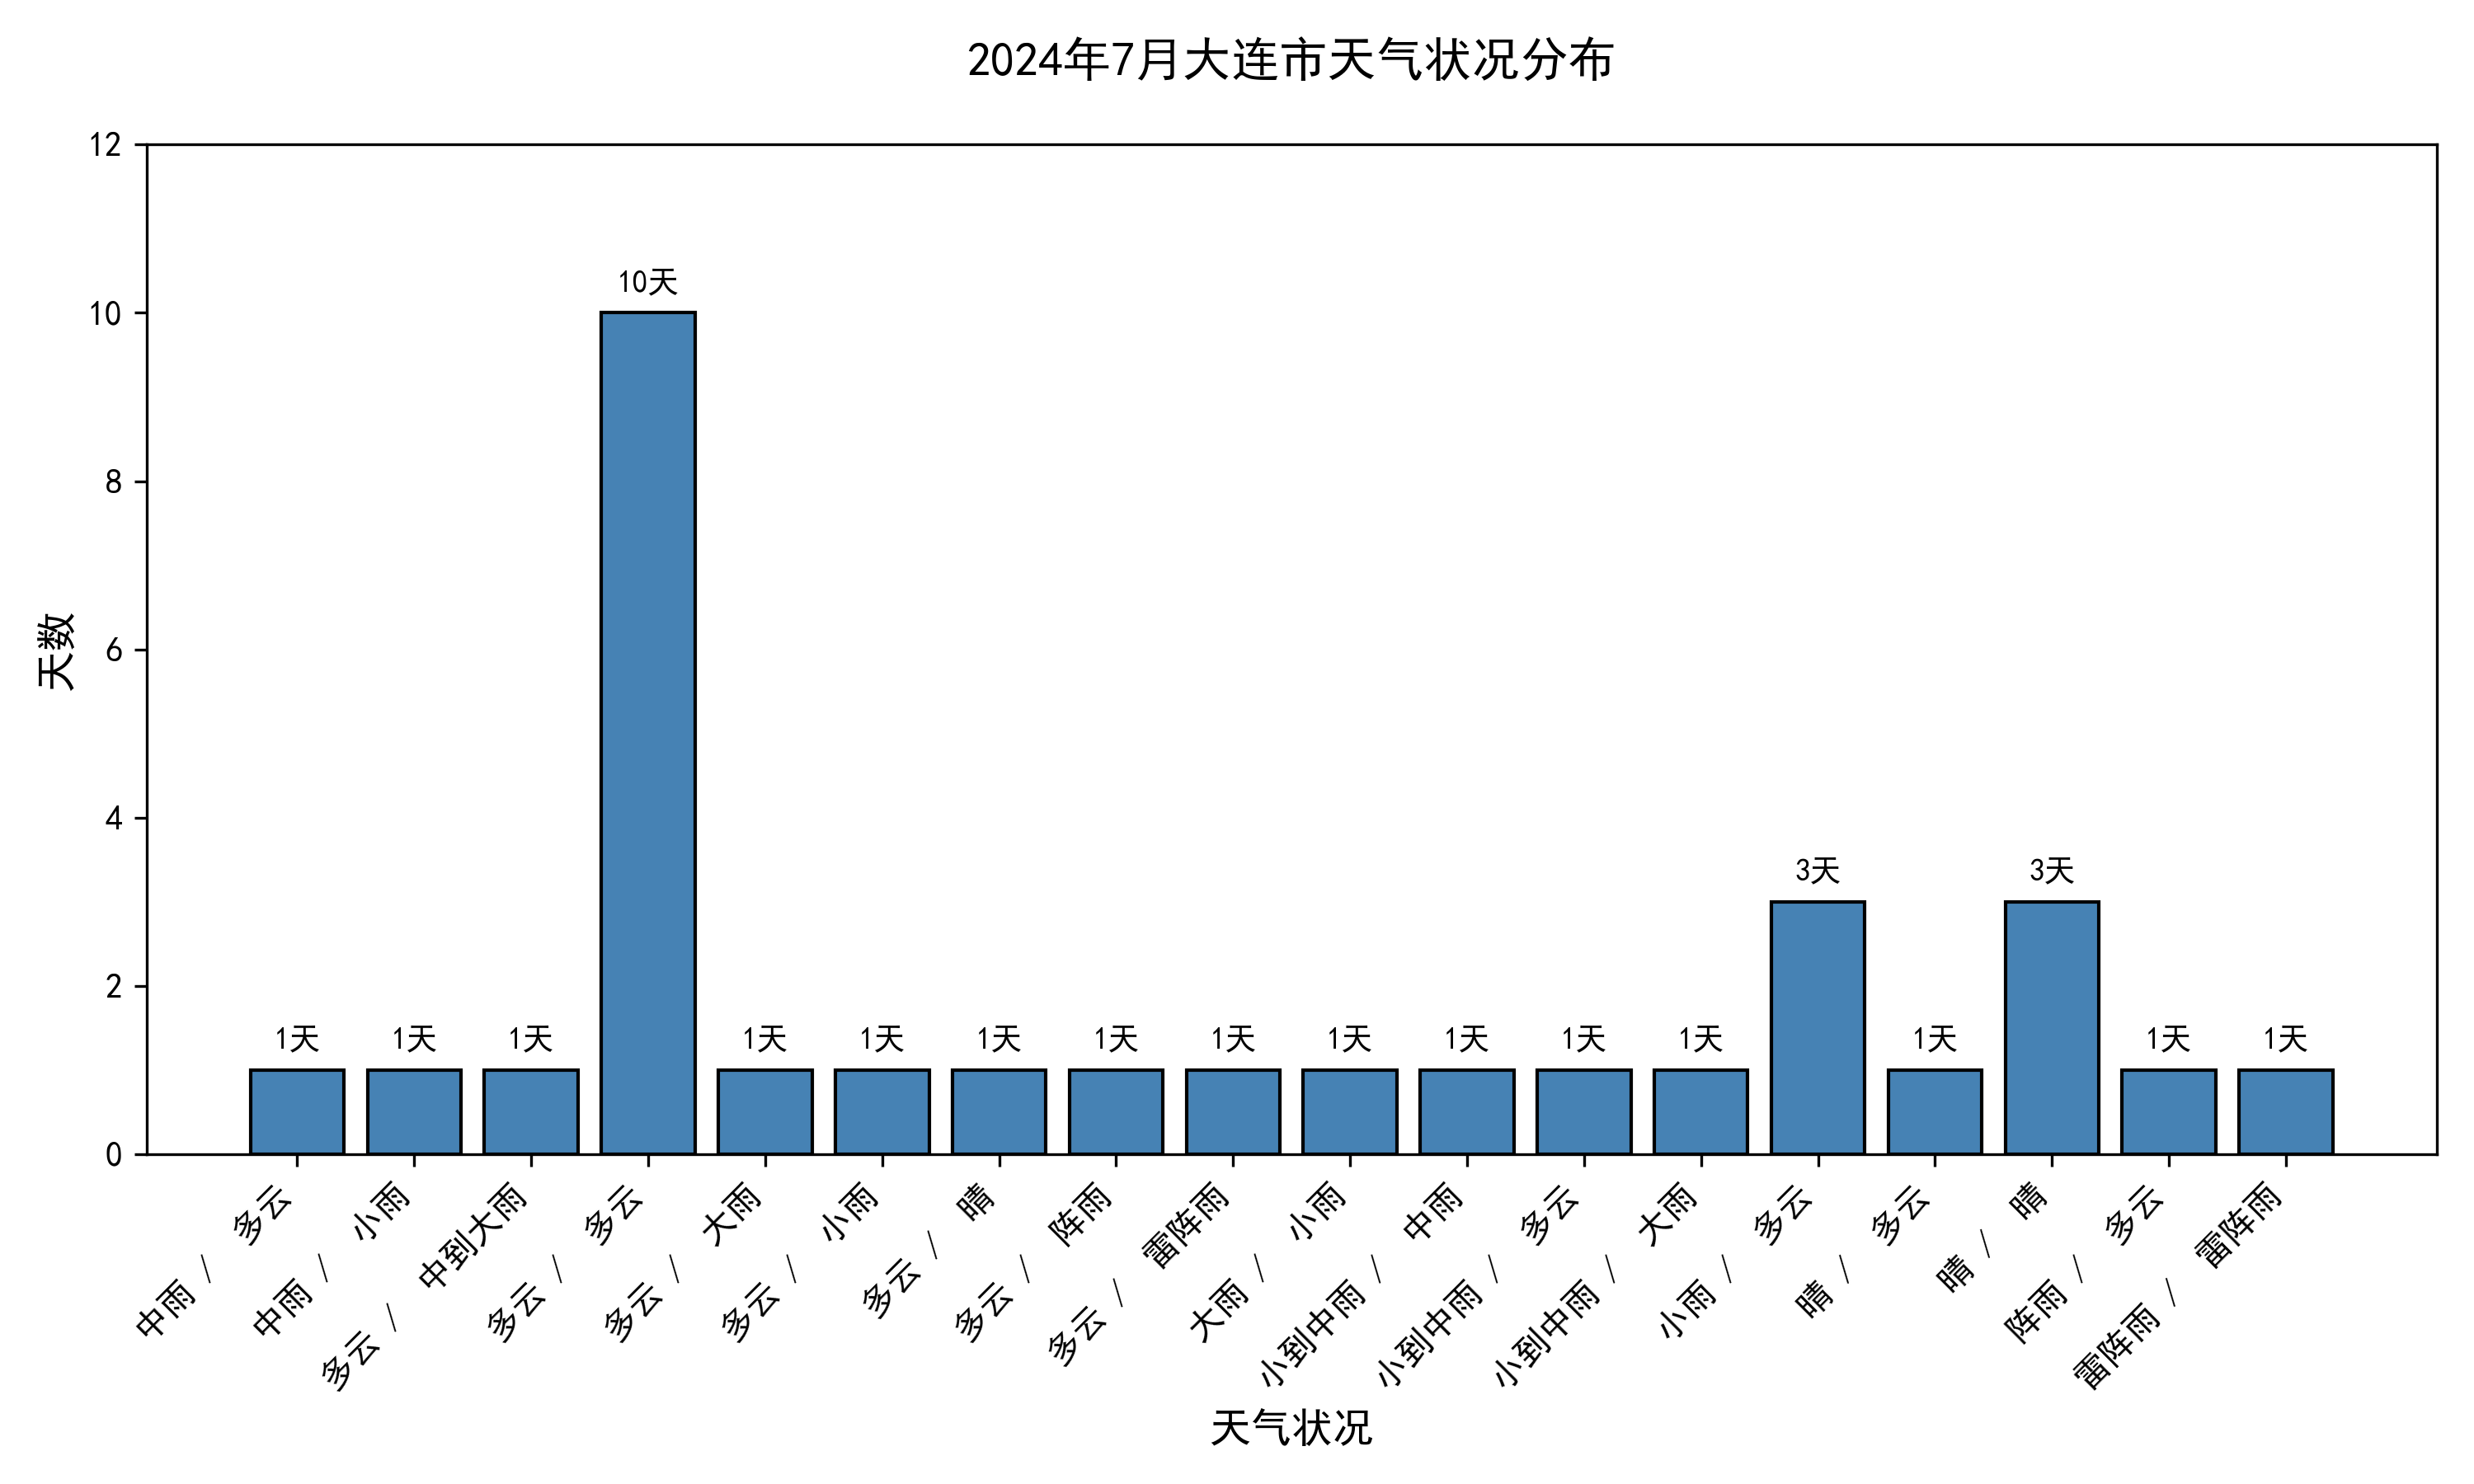 2024年7月大连市天气状况分布
天数
12
10
8
6
4
2
0
1天
1天
1天
10天
1天
1天
1天
1天
1天
1天
1天
1天
1天
3天
1天
3天
1天
1天
中雨 / 多云
中雨 / 小雨
多云 / 中到大雨
多云 / 多云
多云 / 大雨
多云 / 小雨
多云 / 晴
多云 / 阵雨
多云 / 雷阵雨
大雨 / 小雨
小到中雨 / 中雨
小到中雨 / 多云
小到中雨 / 大雨
小雨 / 多云
晴 / 多云
晴 / 晴
阵雨 / 多云
雷阵雨 / 雷阵雨
天气状况